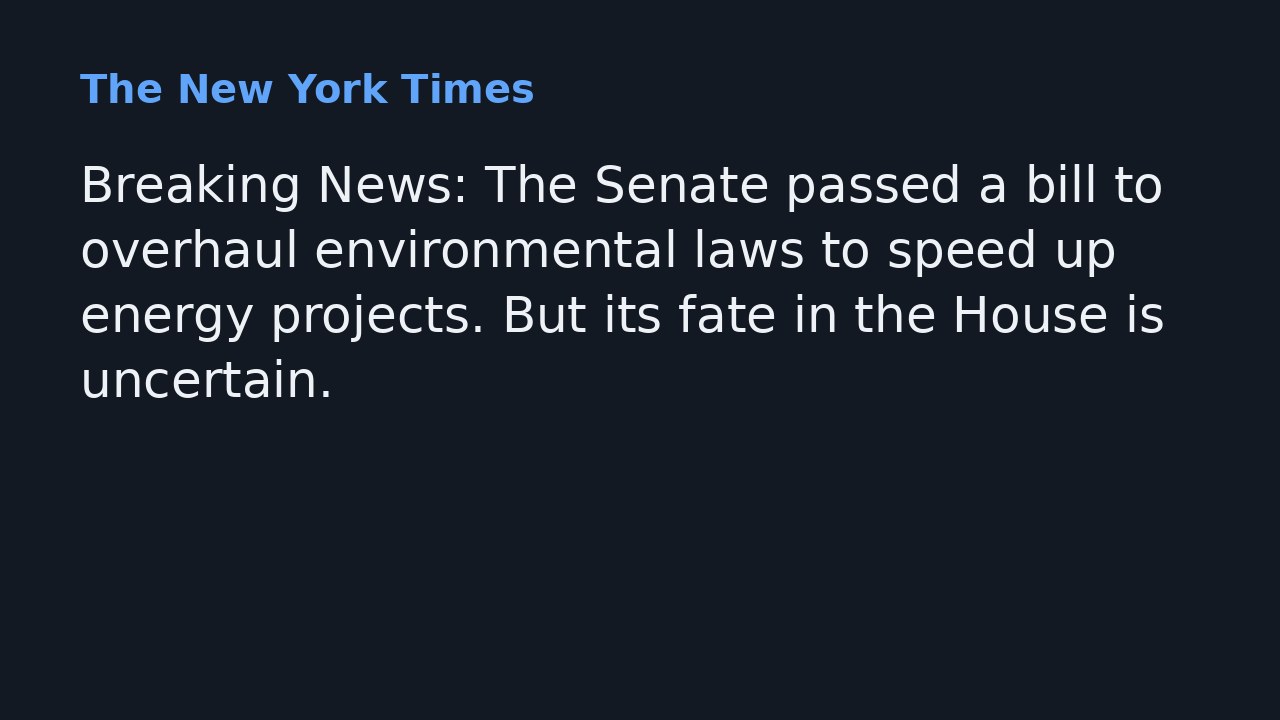 The New York Times
Breaking News: The Senate passed a bill to
overhaul environmental laws to speed up
energy projects. But its fate in the House is
uncertain.